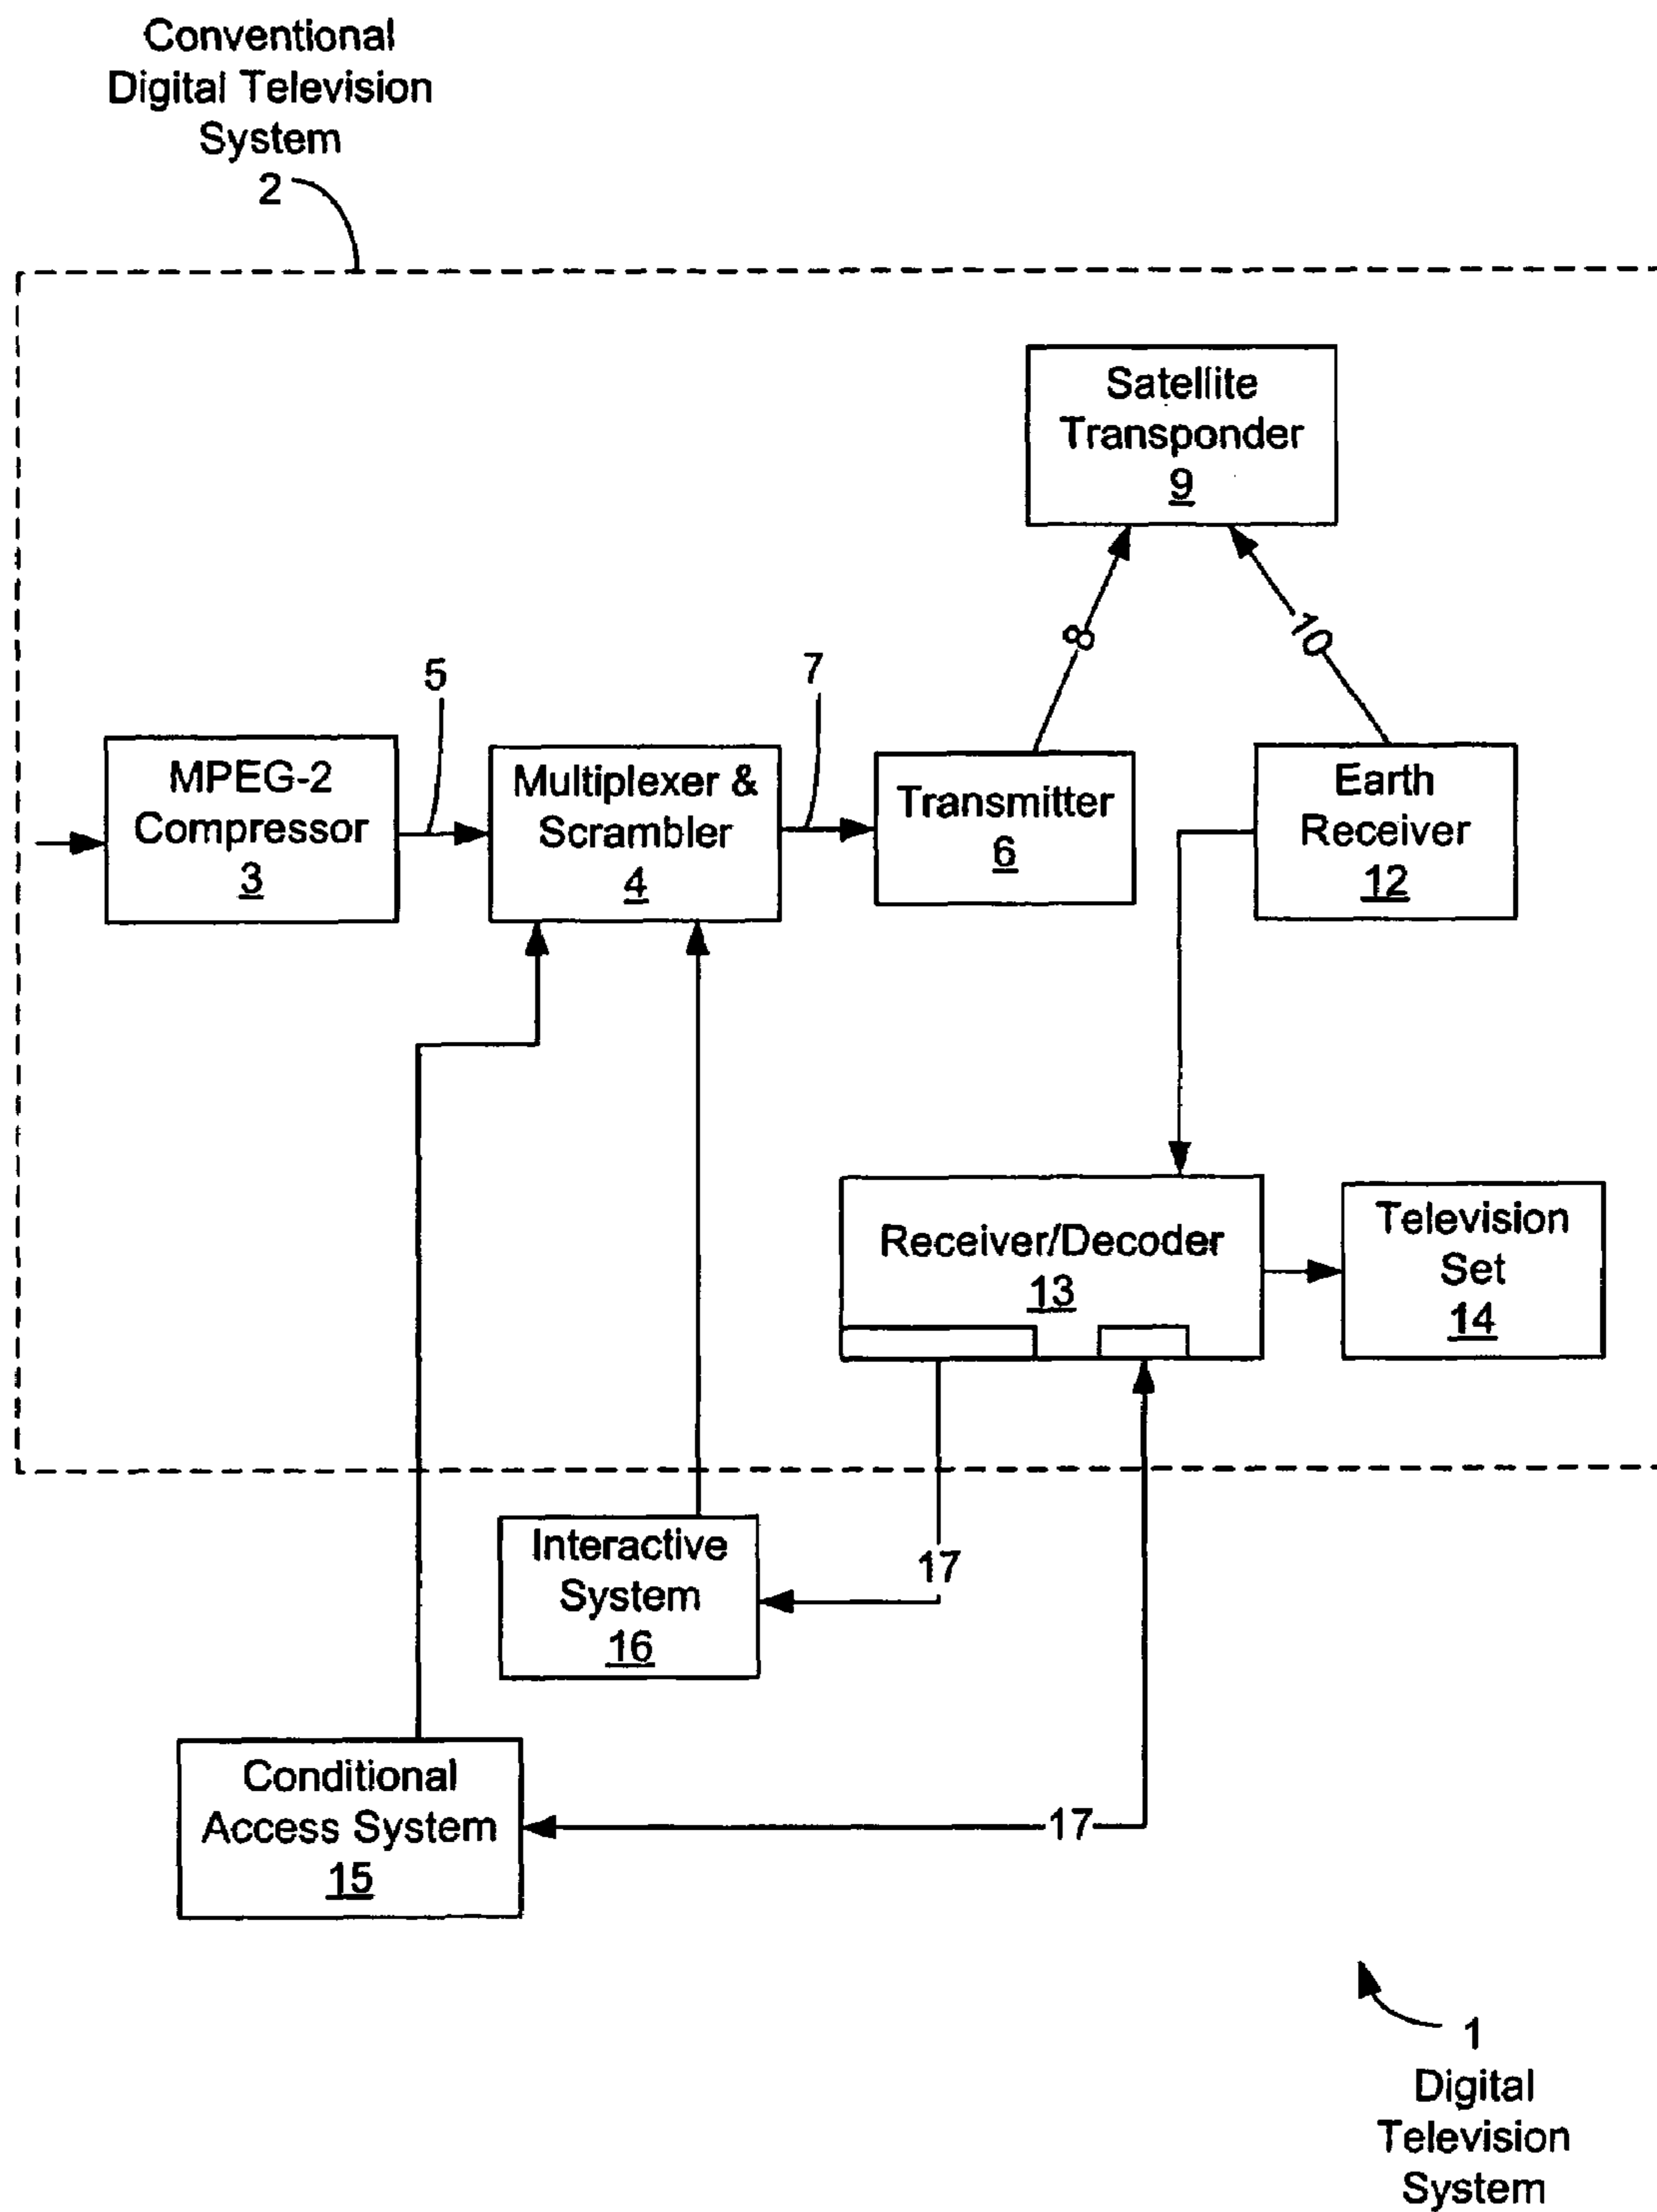 Conventional
Digital Television
System
2
Satellite
Transponder
9
8
10
5
7
MPEG-2
Compressor
3
Multiplexer &
Scrambler
4
Transmitter
6
Earth
Receiver
12
Receiver/Decoder
13
Television
Set
14
Interactive
System
16
17
Conditional
Access System
15
17
1
Digital
Television
System